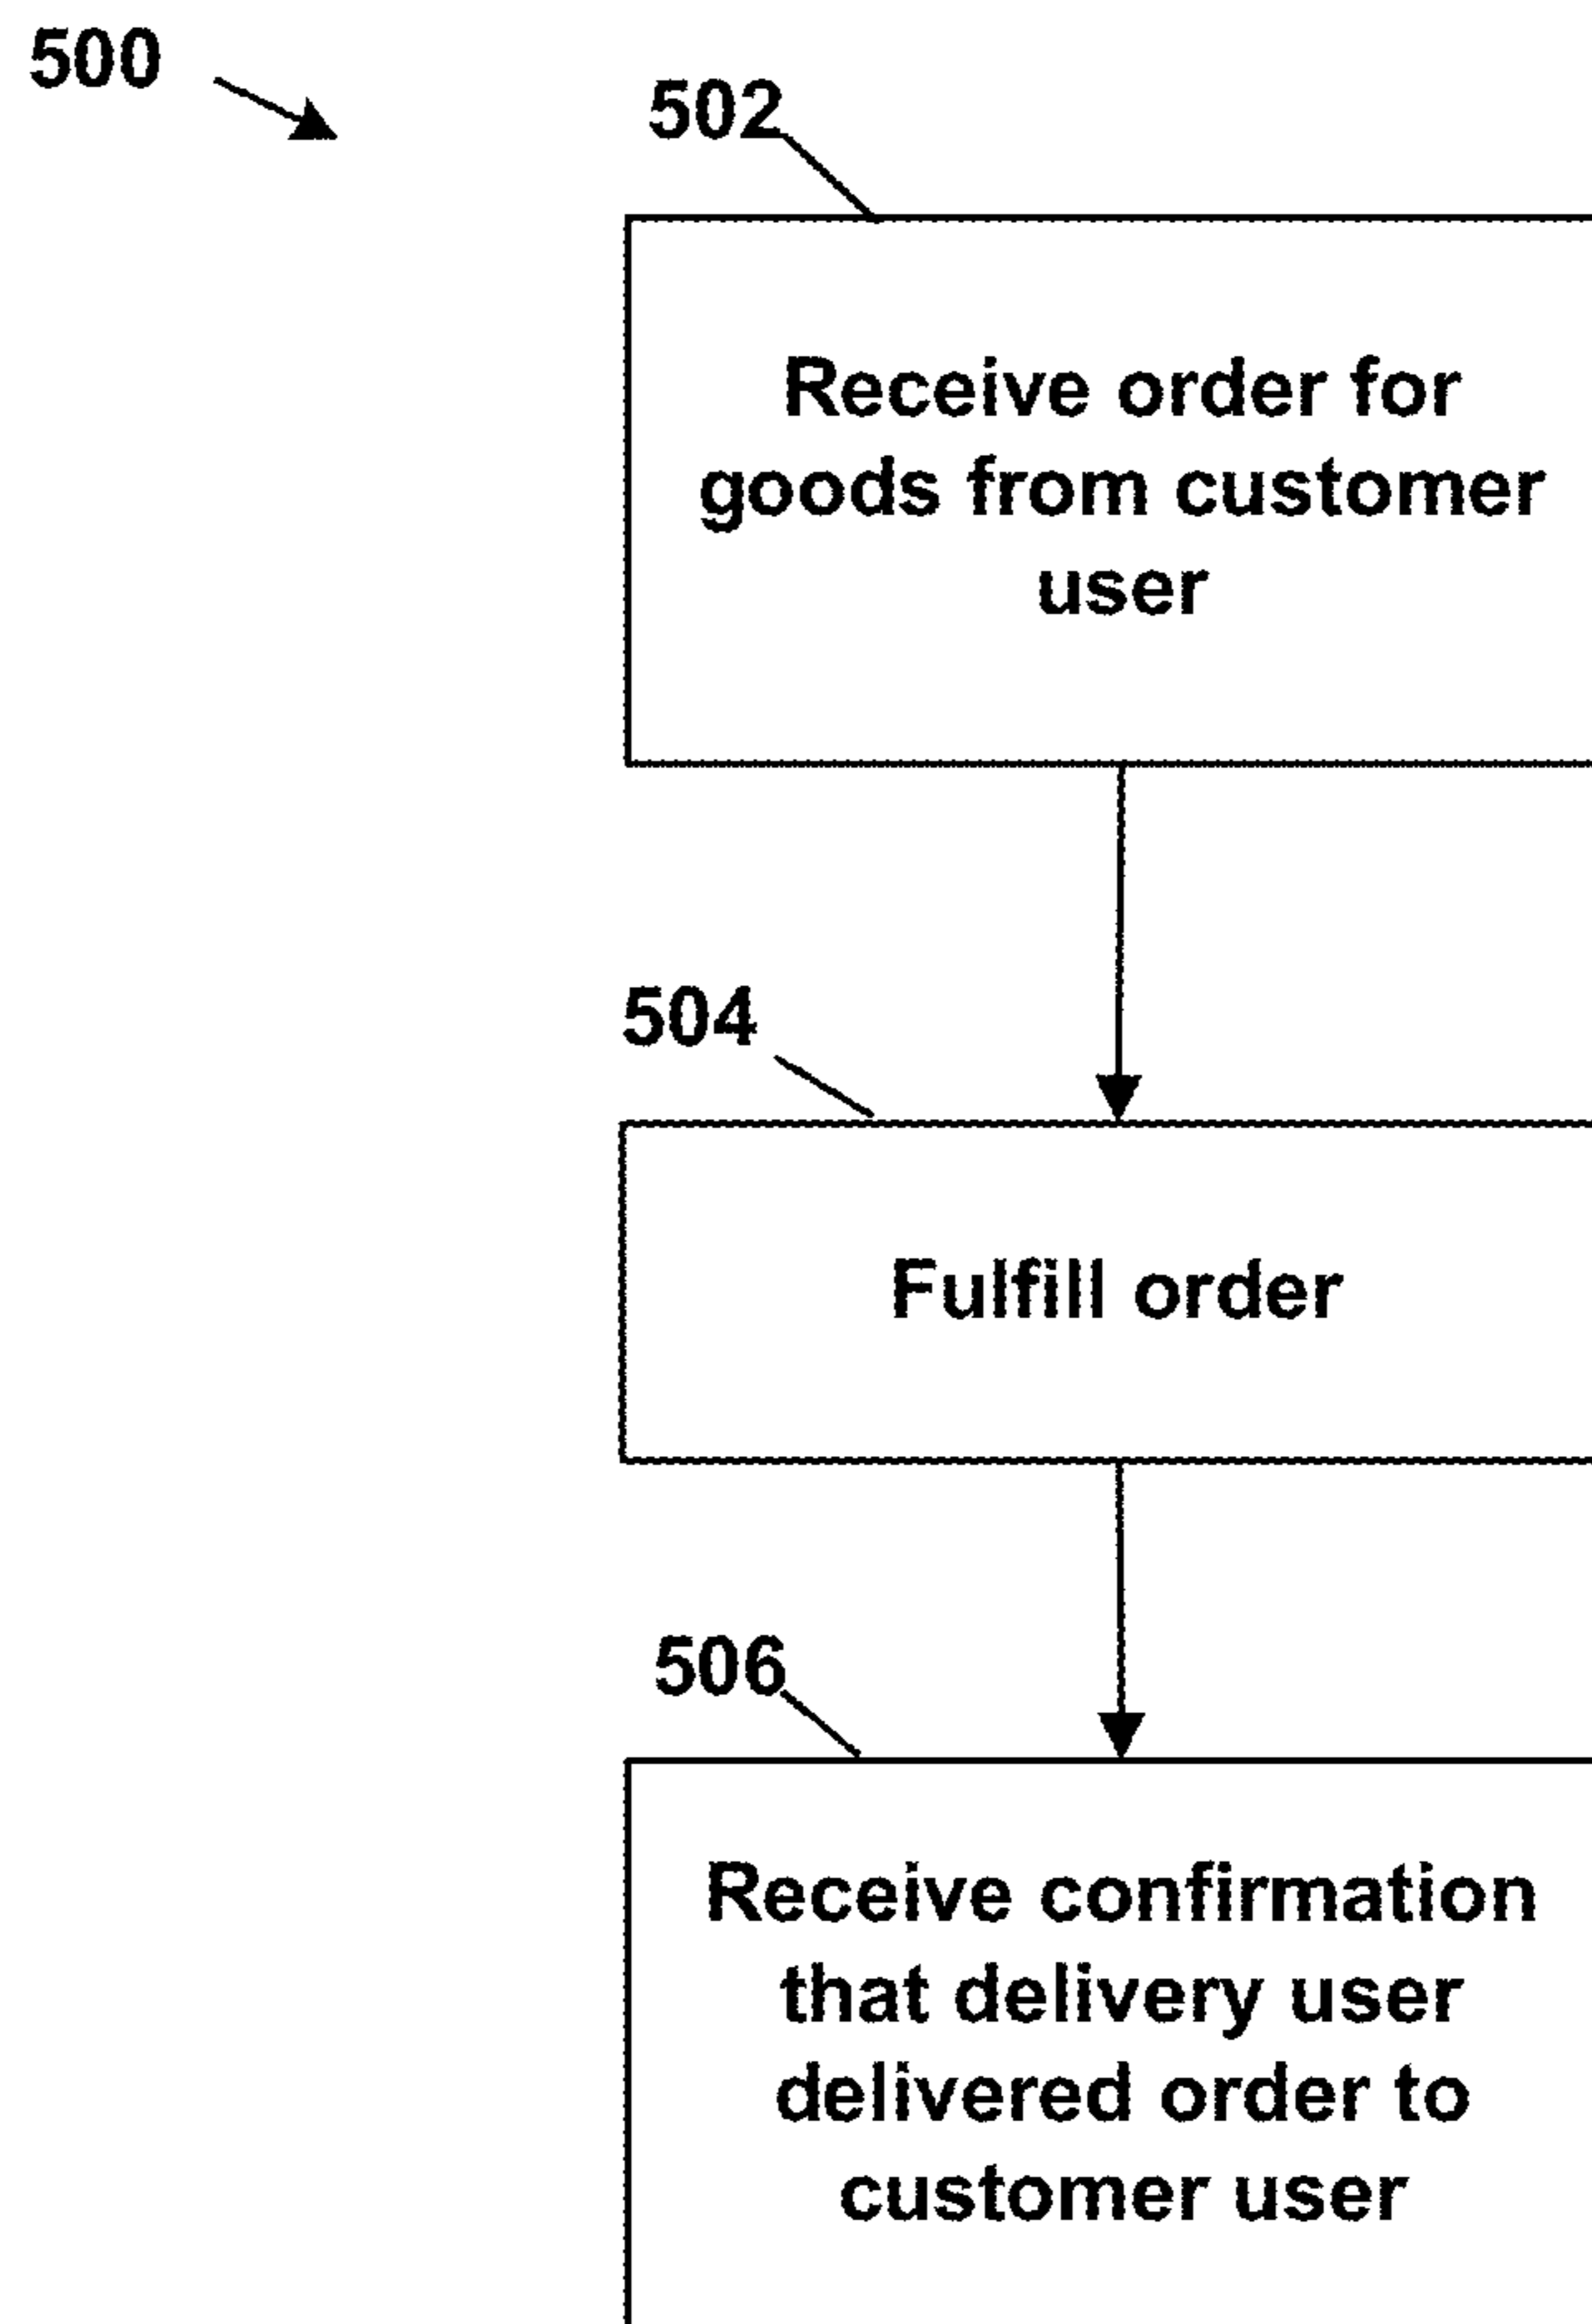 500
502
Receive order for
goods from customer
user
504
Fulfill order
506
Receive confirmation
that delivery user
delivered order to
customer user